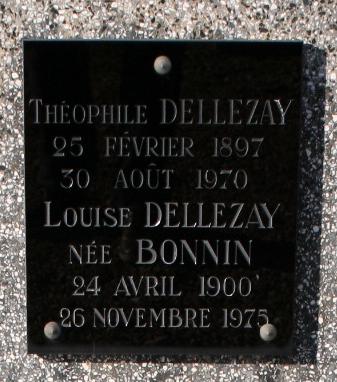 Théophile DELLEZAY
25 FÉVRIER 1897
30 AOÛT 1970
Louise DELLEZAY
NÉE BONNIN
24 AVRIL 1900
26 NOVEMBRE 1975